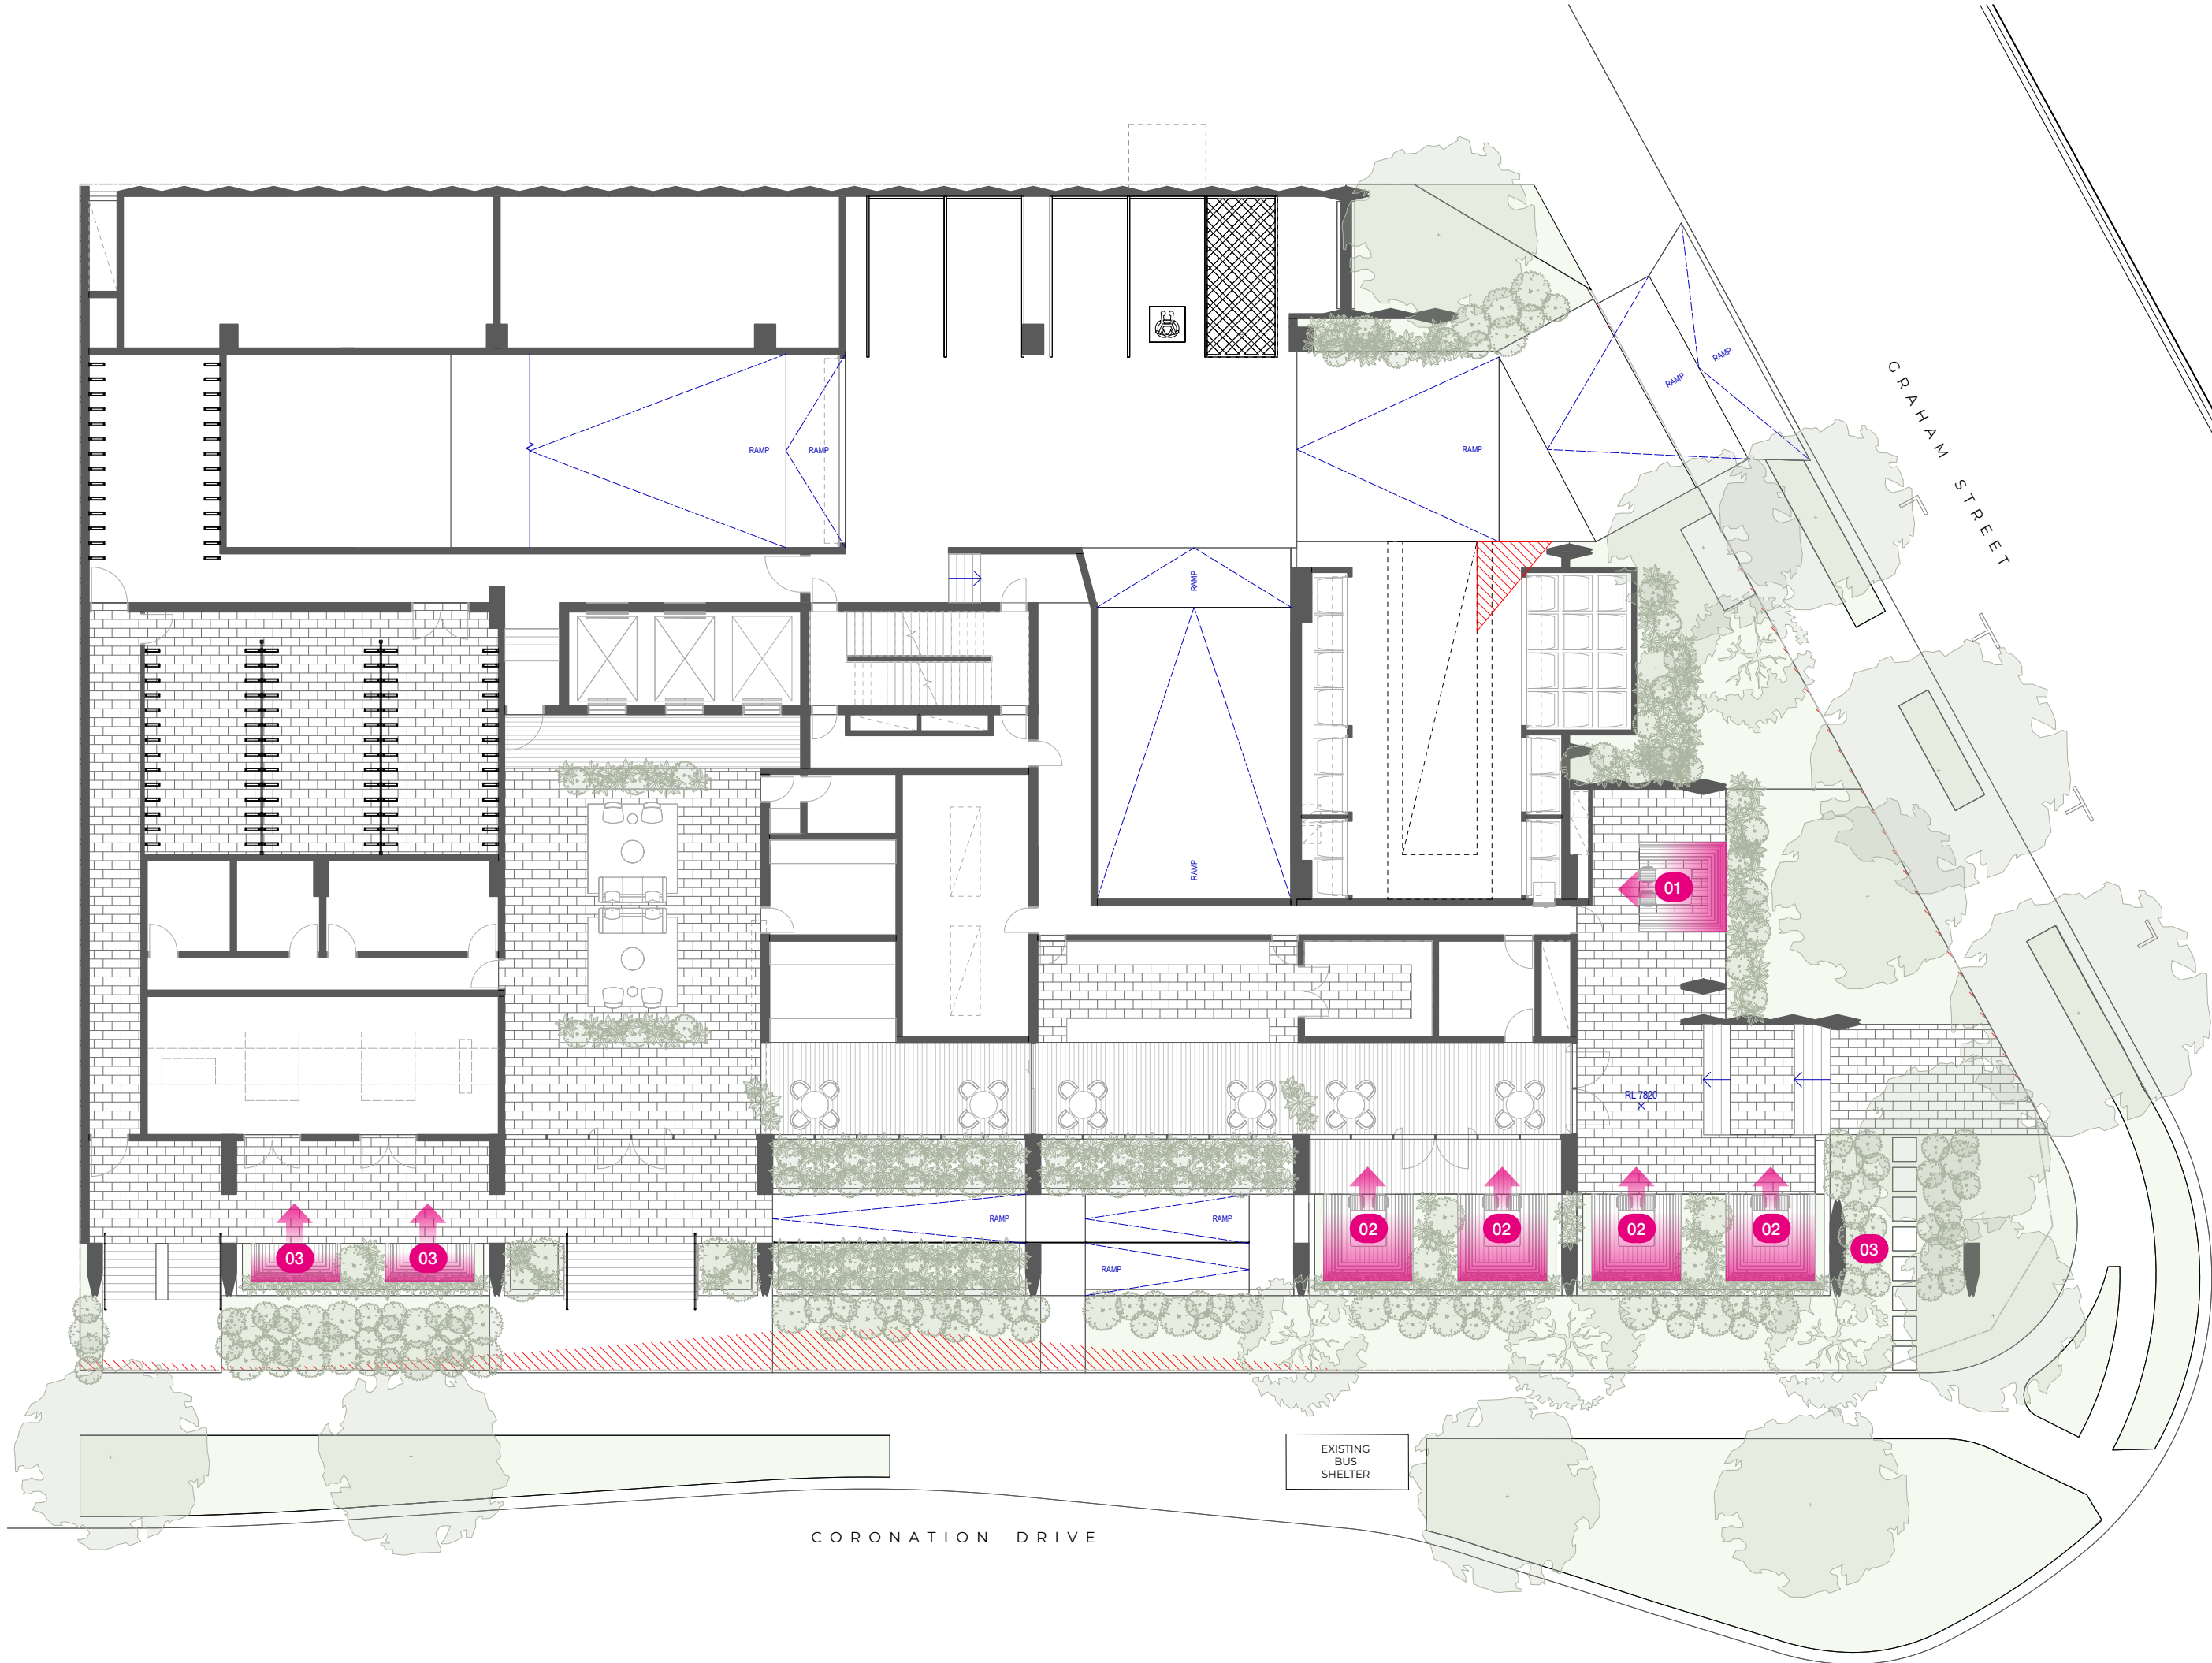 GRAHAM STREET
RAMP
RAMP
RAMP
RAMP
RAMP
RAMP
RAMP
01
RL 7820
RAMP
RAMP
02
02
02
02
03
03
03
RAMP
EXISTING
BUS
SHELTER
CORONATION DRIVE